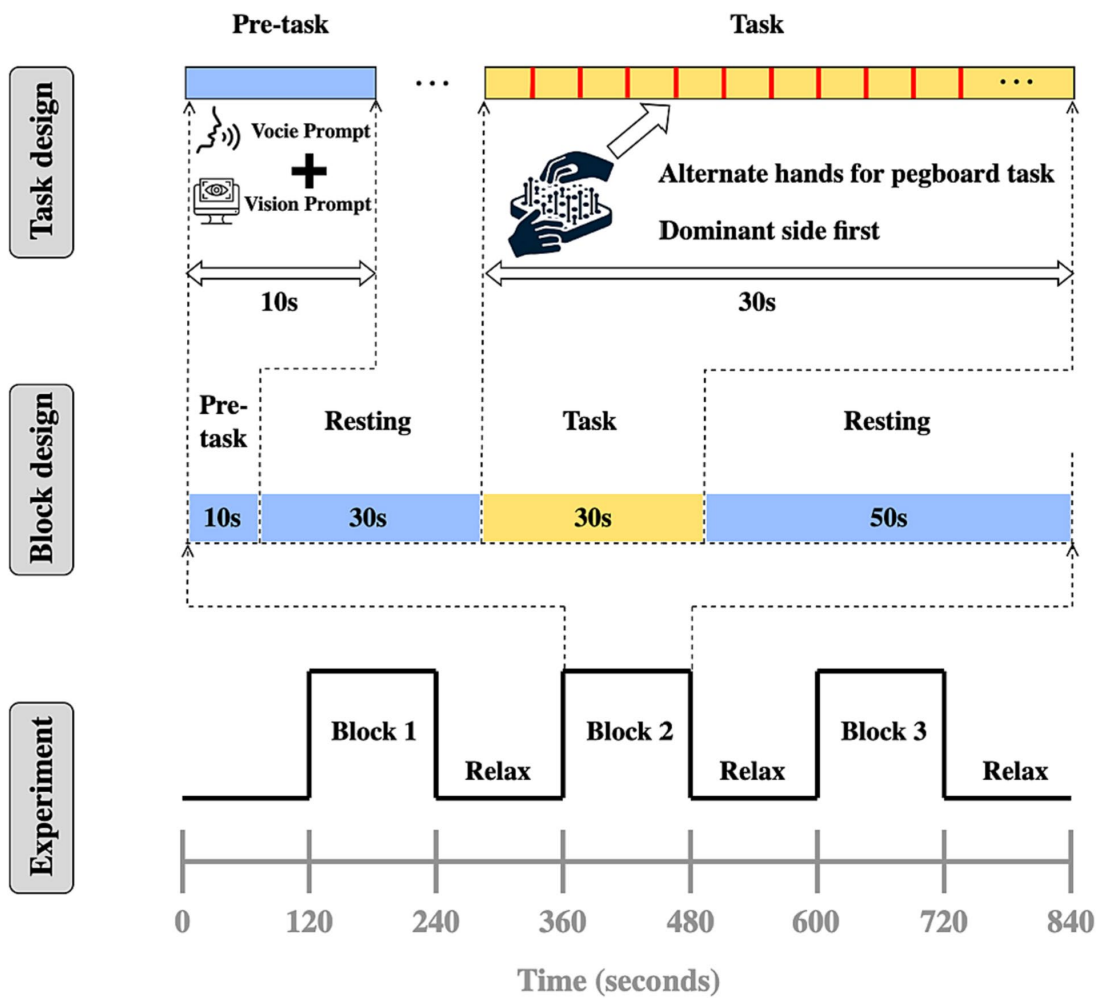 Pre-task
Task
Task design
...
...
Vocie Prompt
Vision Prompt
Alternate hands for pegboard task
Dominant side first
10s
30s
Block design
Pre-
task
Resting
Task
Resting
10s
30s
30s
50s
Experiment
Block 1
Block 2
Block 3
Relax
Relax
Relax
0
120
240
360
480
600
720
840
Time (seconds)